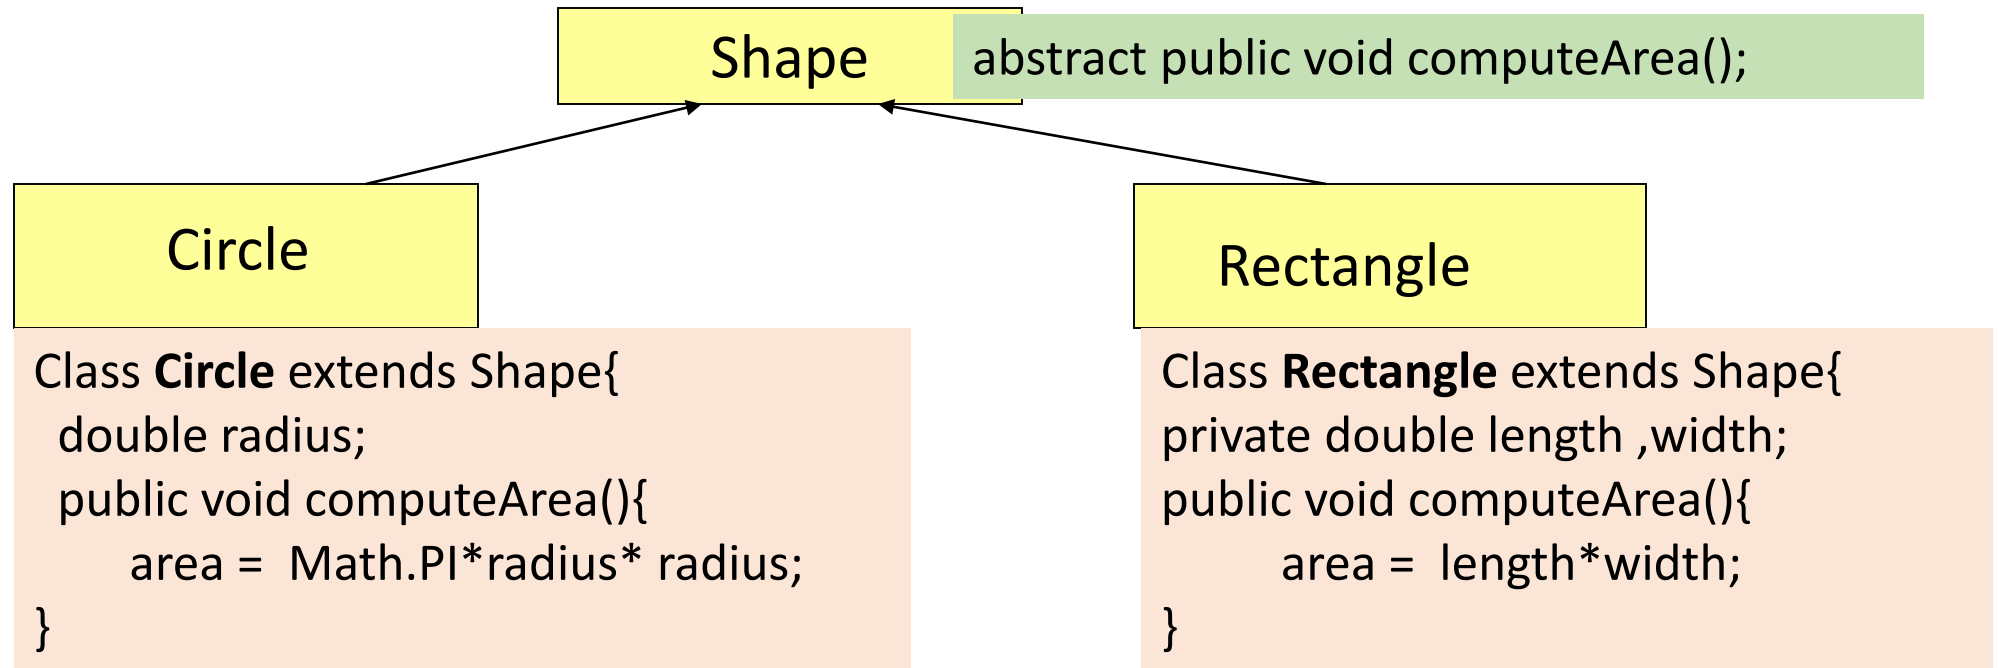 Shape
abstract public void computeArea();
Circle
Rectangle
Class Circle extends Shape{
double radius;
public void computeArea(){
area = Math.PI*radius* radius;
}
Class Rectangle extends Shape{
private double length ,width;
public void computeArea(){
area = length*width;
}